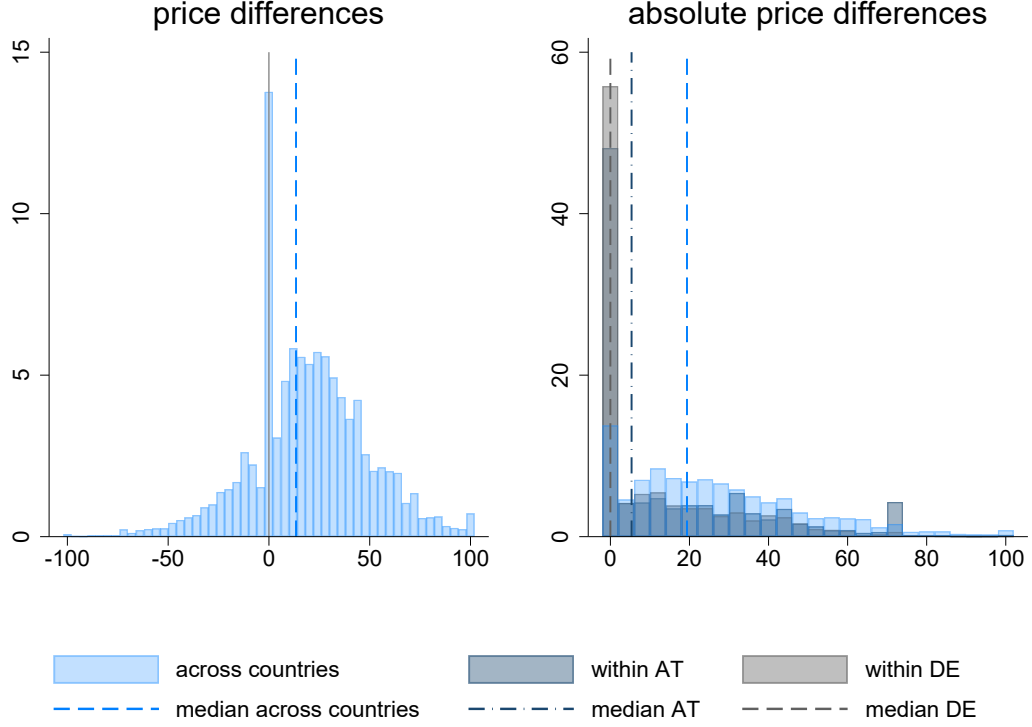 price differences
absolute price differences
15
10
5
0
-100
-50
0
50
100
60
40
20
0
0
20
40
60
80
100
across countries
within AT
within DE
median across countries
median AT
median DE